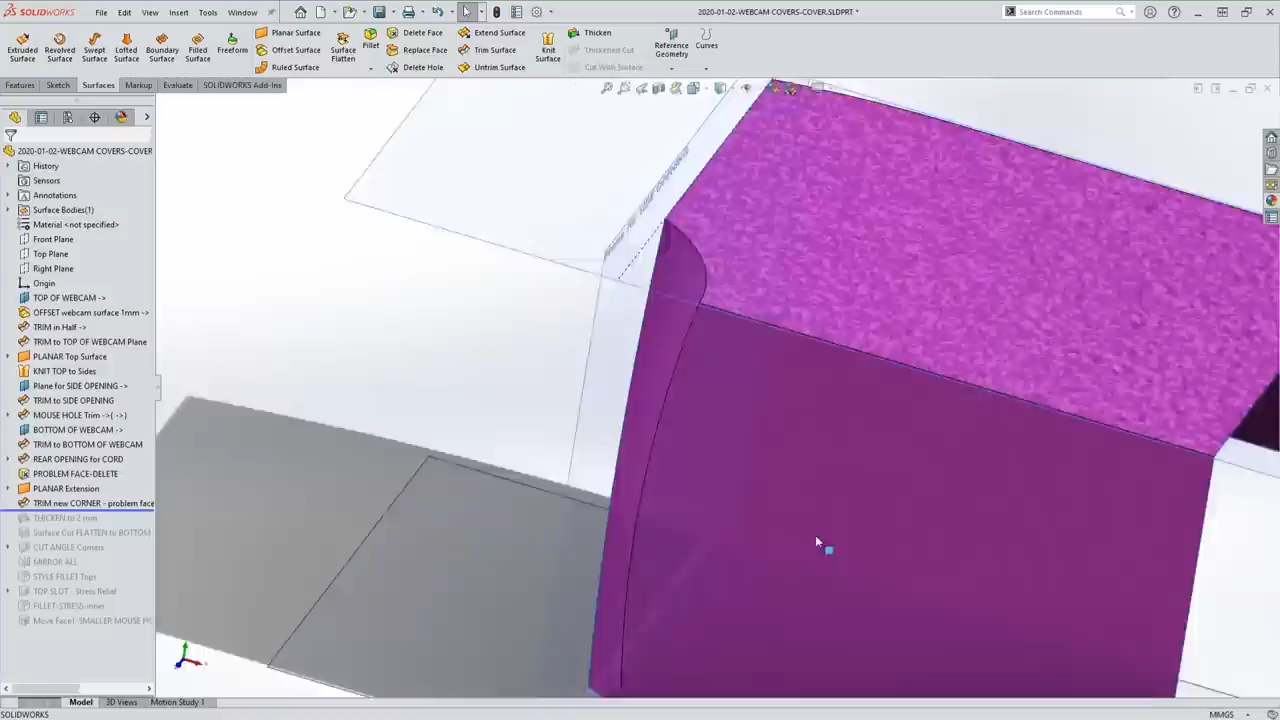 SOLIDWORKS File Edit View Insert Tools Window 2020-01-02-WEBCAM COVERS-COVER.SLDPRT * Search Commands
Extruded Surface
Revolved Surface
Swept Surface
Lofted Surface
Boundary Surface
Filled Surface
Freeform
Planar Surface
Offset Surface
Ruled Surface
Surface Flatten
Fillet
Delete Face
Replace Face
Delete Hole
Extend Surface
Trim Surface
Untrim Surface
Knit Surface
Thicken
Thickened Cut
Cut With Surface
Reference Geometry
Curves
Features Sketch Surfaces Markup Evaluate SOLIDWORKS Add-Ins
2020-01-02-WEBCAM COVERS-COVER
History
Sensors
Annotations
Surface Bodies(1)
Material <not specified>
Front Plane
Top Plane
Right Plane
Origin
TOP OF WEBCAM ->
OFFSET webcam surface 1mm ->
TRIM in Half ->
TRIM to TOP OF WEBCAM Plane
PLANAR Top Surface
KNIT TOP to Sides
Plane for SIDE OPENING ->
TRIM to SIDE OPENING
MOUSE HOLE Trim ->{ ->}
BOTTOM OF WEBCAM ->
TRIM to BOTTOM OF WEBCAM
REAR OPENING for CORD
PROBLEM FACE-DELETE
PLANAR Extension
TRIM new CORNER - problem face
THICKEN to 2 mm
Surface Cut FLATTEN to BOTTOM
CUT ANGLE Corners
MIRROR ALL
STYLE FILLET Tops
TOP SLOT - Stress Relief
FILLET-STRESS inner
Move Face1-SMALLER MOUSE
Model 3D Views Motion Study 1
SOLIDWORKS MMGS